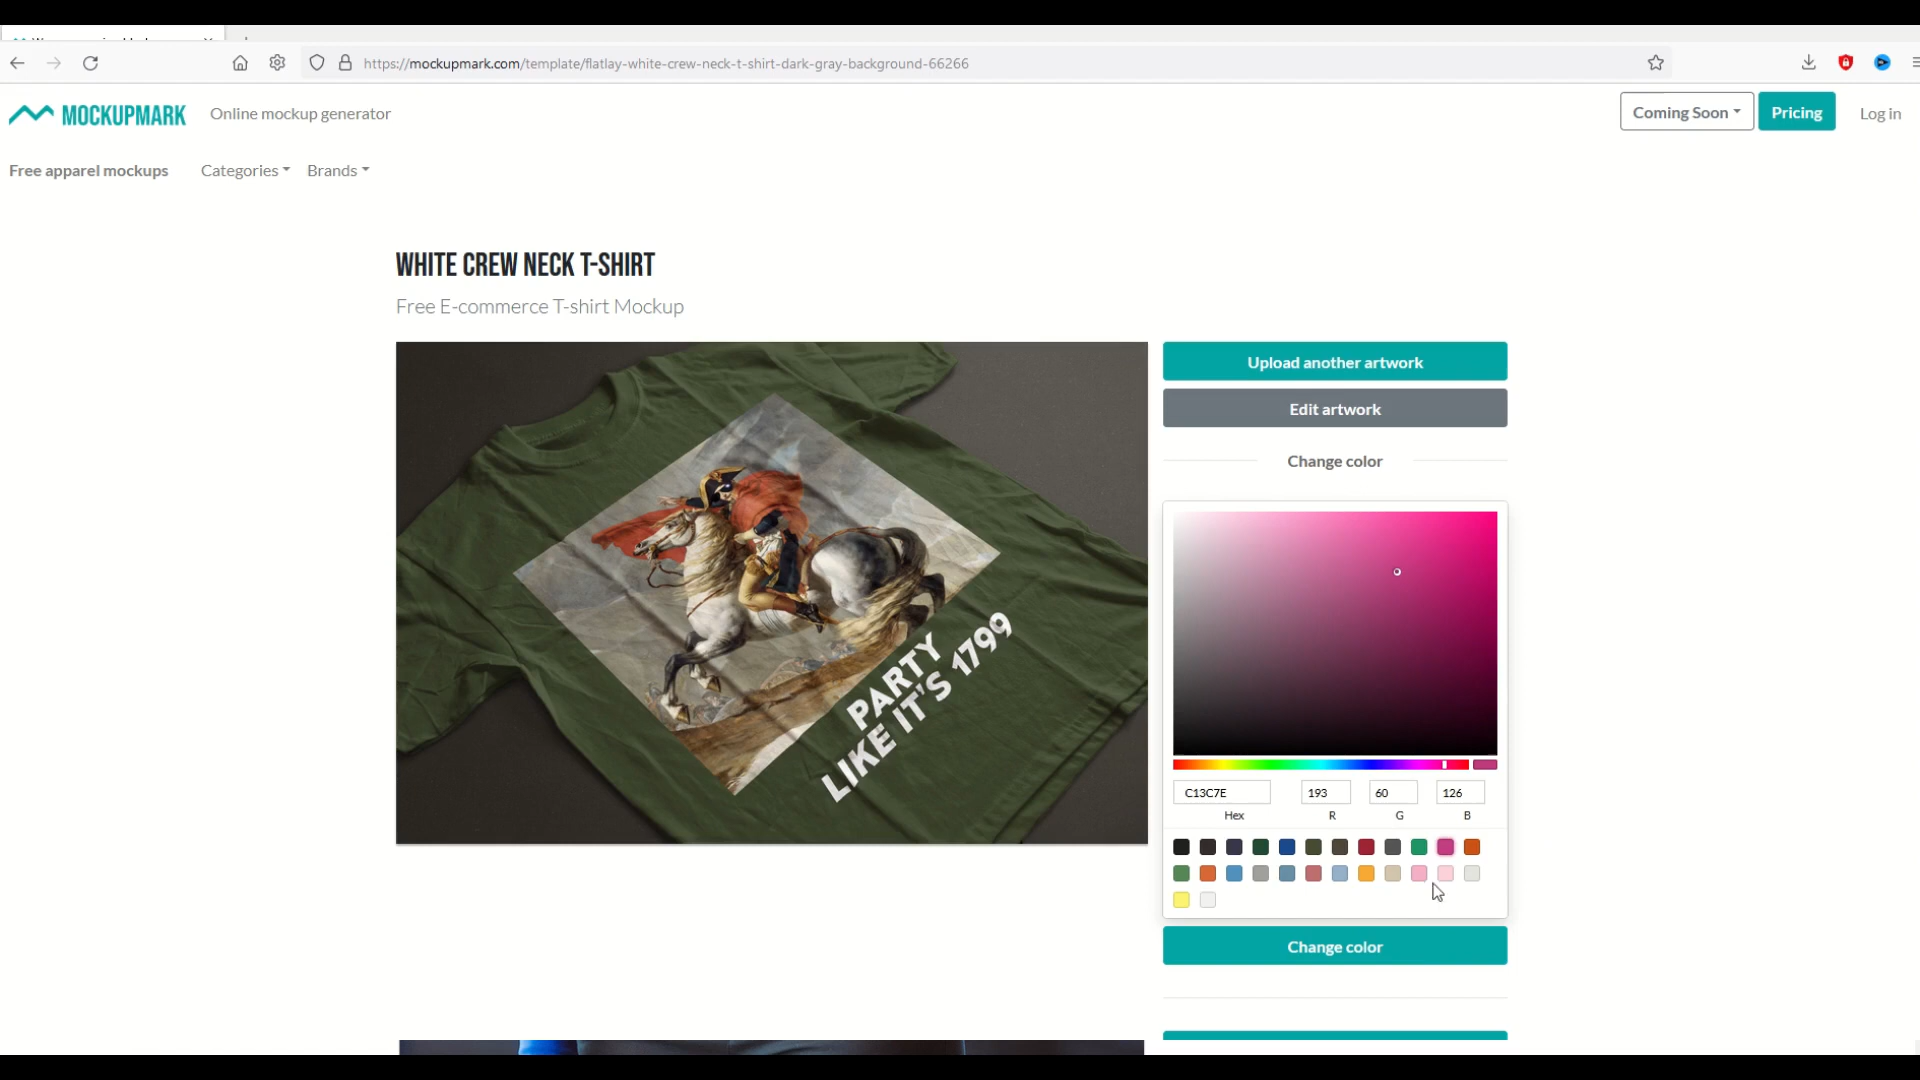 https://mockupmark.com/template/flatlay-white-crew-neck-t-shirt-dark-gray-background-66266
MOCKUPMARK
Online mockup generator
Coming Soon
Pricing
Log in
Free apparel mockups
Categories
Brands
WHITE CREW NECK T-SHIRT
Free E-commerce T-shirt Mockup
Upload another artwork
Edit artwork
Change color
PARTY
LIKE IT'S 1799
C13C7E
193
60
126
Hex
R
G
B
Change color